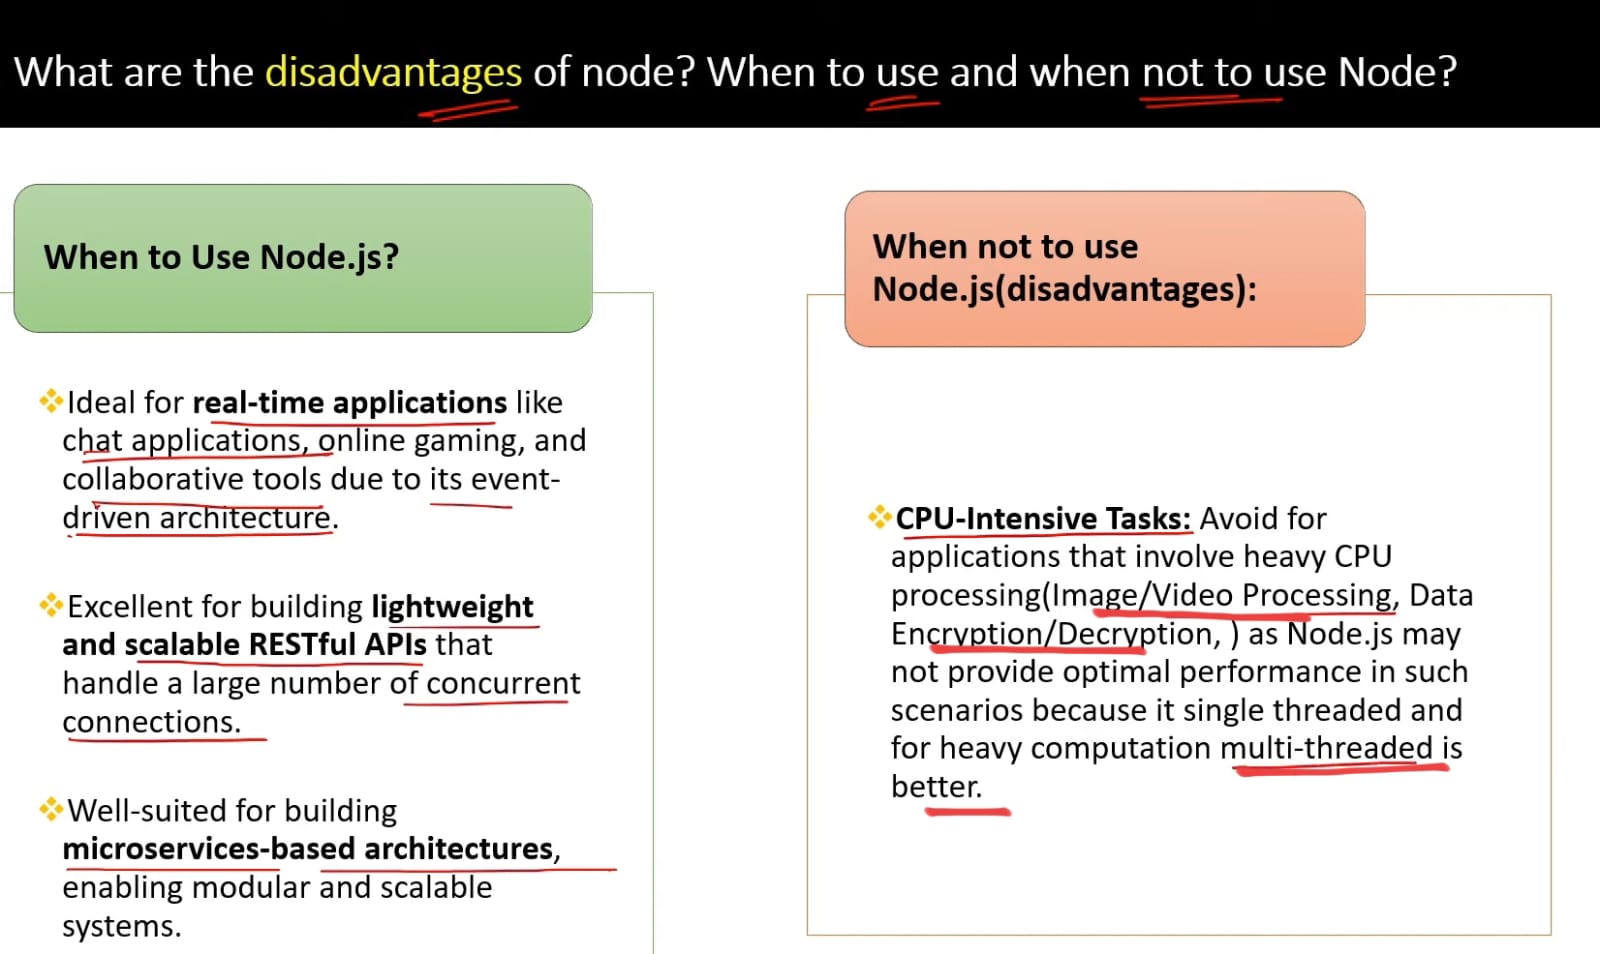 What are the disadvantages of node? When to use and when not to use Node?
When to Use Node.js?
❖Ideal for real-time applications like
chat applications, online gaming, and
collaborative tools due to its event-
driven architecture.
❖Excellent for building lightweight
and scalable RESTful APIs that
handle a large number of concurrent
connections.
❖Well-suited for building
microservices-based architectures,
enabling modular and scalable
systems.
When not to use
Node.js(disadvantages):
❖CPU-Intensive Tasks: Avoid for
applications that involve heavy CPU
processing(Image/Video Processing, Data
Encryption/Decryption, ) as Node.js may
not provide optimal performance in such
scenarios because it single threaded and
for heavy computation multi-threaded is
better.